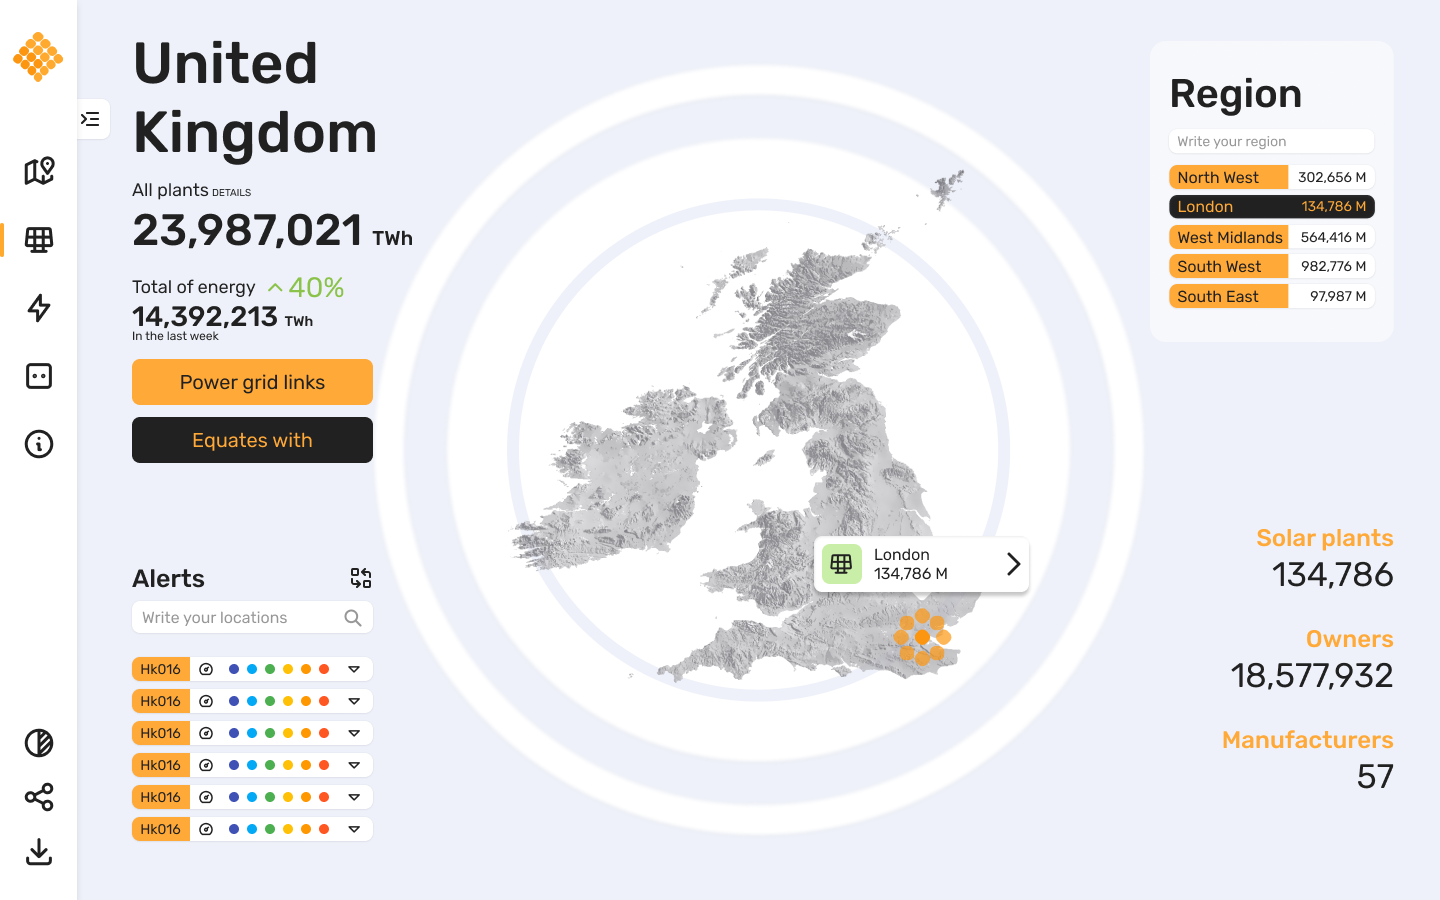 United
Kingdom
All plants DETAILS
23,987,021 TWh
Total of energy 40%
14,392,213 TWh
In the last week
Power grid links
Equates with
Alerts
Write your locations
Hk016
Hk016
Hk016
Hk016
Hk016
Hk016
London
134,786 M
Region
Write your region
North West 302,656 M
London 134,786 M
West Midlands 564,416 M
South West 982,776 M
South East 97,987 M
Solar plants
134,786
Owners
18,577,932
Manufacturers
57